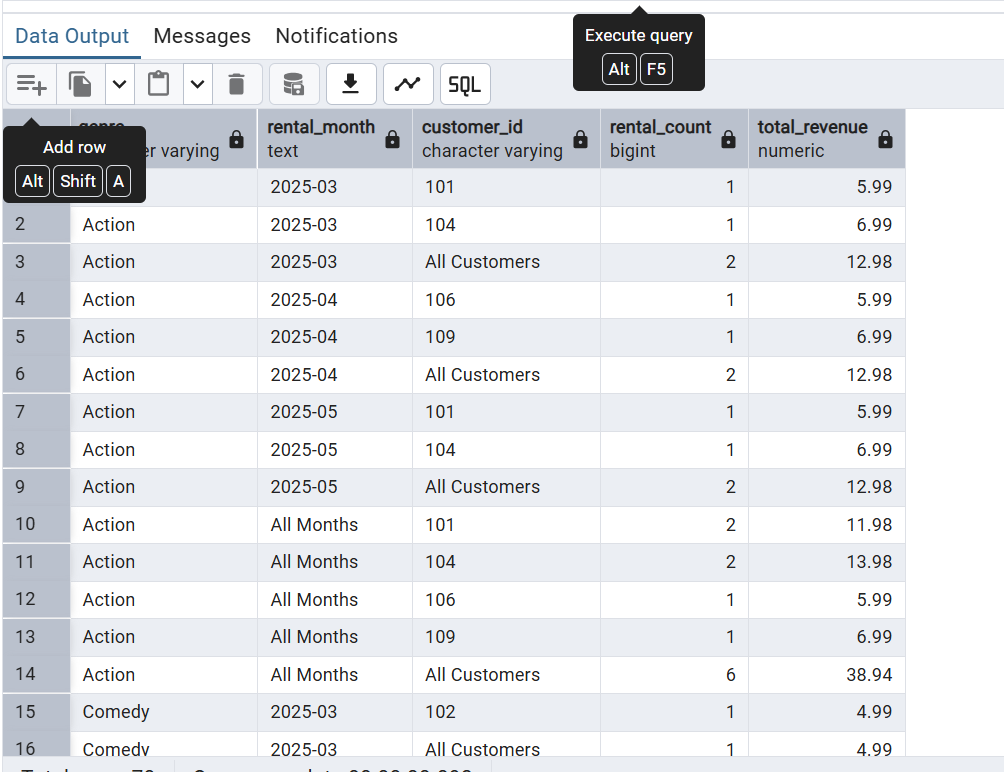 Data Output Messages Notifications
Execute query
Alt F5
SQL
Add row
Alt Shift A
er varying
rental_month
text
customer_id
character varying
rental_count
bigint
total_revenue
numeric
2025-03 101 1 5.99
2 Action 2025-03 104 1 6.99
3 Action 2025-03 All Customers 2 12.98
4 Action 2025-04 106 1 5.99
5 Action 2025-04 109 1 6.99
6 Action 2025-04 All Customers 2 12.98
7 Action 2025-05 101 1 5.99
8 Action 2025-05 104 1 6.99
9 Action 2025-05 All Customers 2 12.98
10 Action All Months 101 2 11.98
11 Action All Months 104 2 13.98
12 Action All Months 106 1 5.99
13 Action All Months 109 1 6.99
14 Action All Months All Customers 6 38.94
15 Comedy 2025-03 102 1 4.99
16 Comedy 2025-03 All Customers 1 4.99